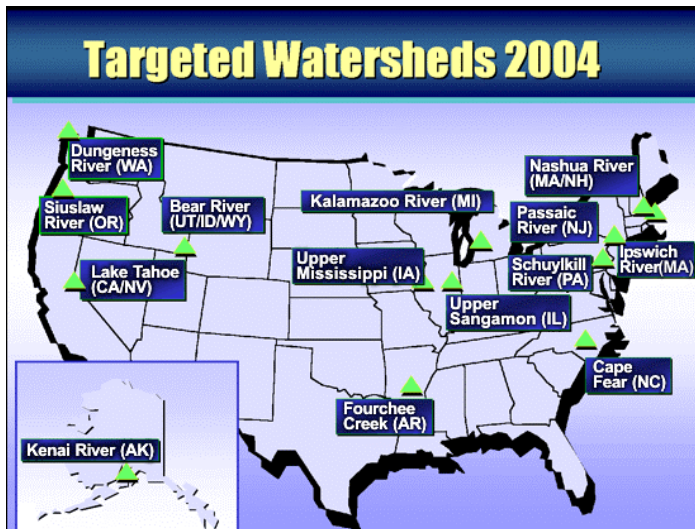 Targeted Watersheds 2004
Dungeness
River (WA)
Siuslaw
River (OR)
Bear River
(UT/ID/WY)
Lake Tahoe
(CA/NV)
Kalamazoo River (MI)
Upper
Mississippi (IA)
Upper
Sangamon (IL)
Nashua River
(MA/NH)
Passaic
River (NJ)
Schuylkill
River (PA)
Ipswich
River(MA)
Cape
Fear (NC)
Fourchee
Creek (AR)
Kenai River (AK)